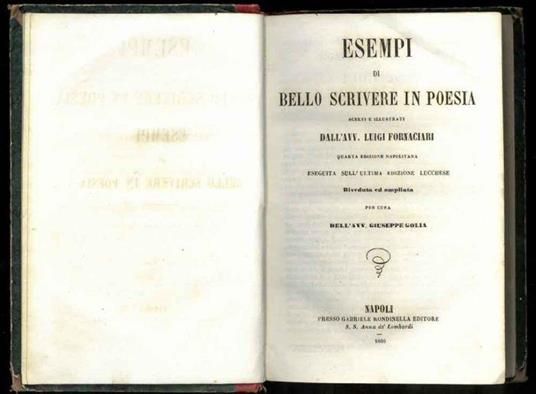 ESEMPI
DI
BELLO SCRIVERE IN POESIA
SCELTI E ILLUSTRATI
DALL'AVV. LUIGI FORNACIARI
QUARTA EDIZIONE NAPOLITANA
ESEGUITA SULL'ULTIMA EDIZIONE LUCCHESE
Riveduta ed ampliata
PER CURA
DELL'AVV. GIUSEPPE GOLIA
NAPOLI
PRESSO GABRIELE RONDINELLA EDITORE
S. S. Anna de' Lombardi